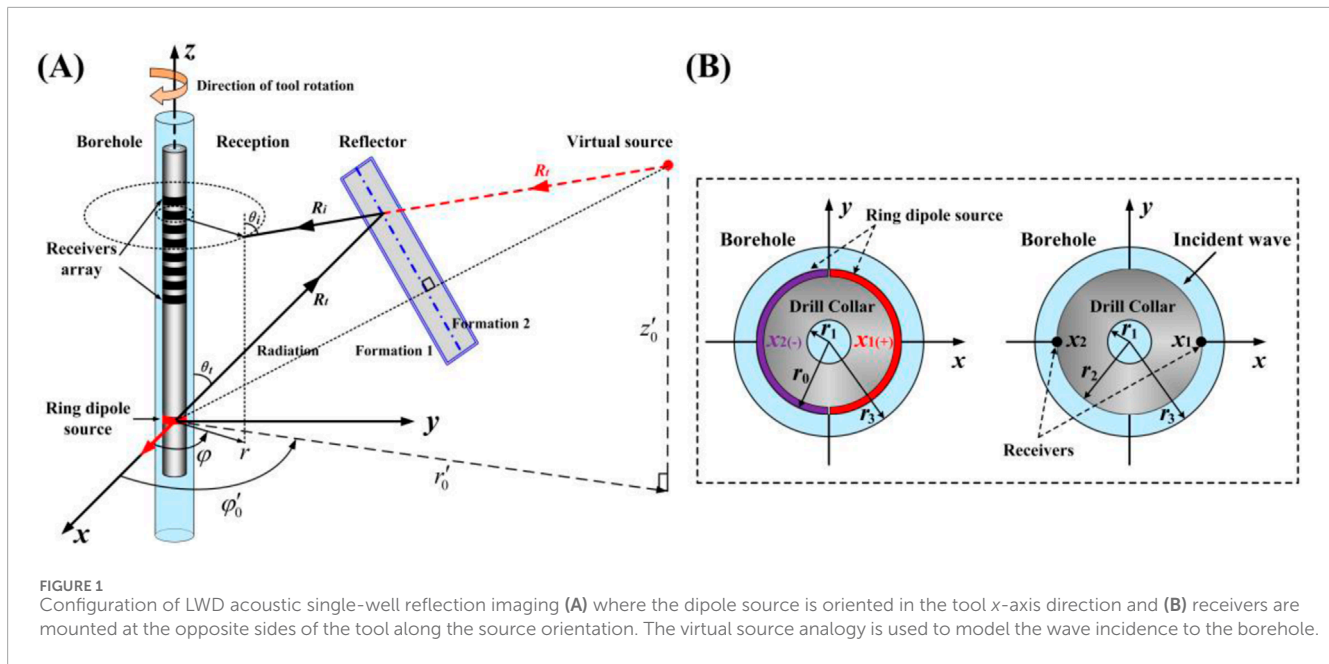 (A)
z
Direction of tool rotation
Borehole
Reception
Reflector
Virtual source
Rt
θi
Ri
Receivers
array
Rt
z′0
Formation 2
Radiation
Formation 1
θt
Ring dipole
source
y
φ
r
r′0
φ′0
x
(B)
y
Ring dipole source
Borehole
Drill Collar
r1
x2(-)
x1(+)
x
r0
r3
y
Borehole
Incident wave
Drill Collar
r1
x2
x1
x
r2
r3
Receivers
FIGURE 1
Configuration of LWD acoustic single-well reflection imaging (A) where the dipole source is oriented in the tool x-axis direction and (B) receivers are
mounted at the opposite sides of the tool along the source orientation. The virtual source analogy is used to model the wave incidence to the borehole.